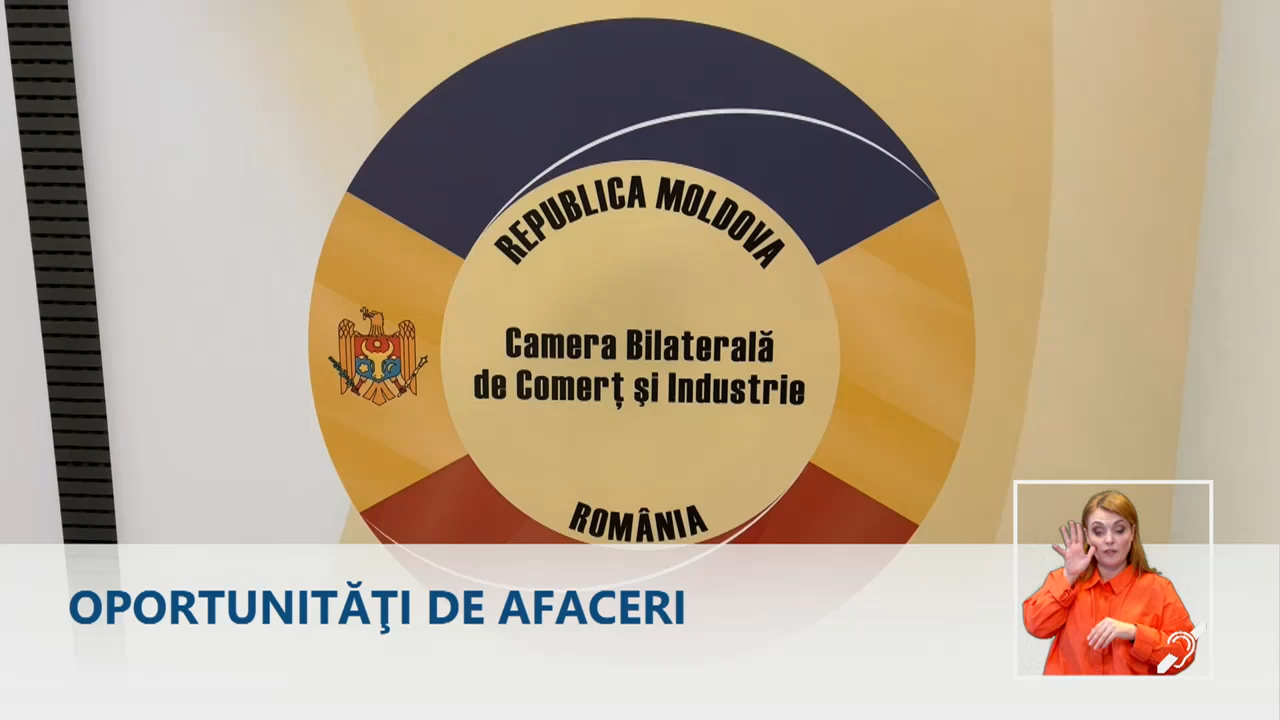 REPUBLICA MOLDOVA
Camera Bilaterală
de Comerţ şi Industrie
ROMÂNIA
OPORTUNITĂŢI DE AFACERI